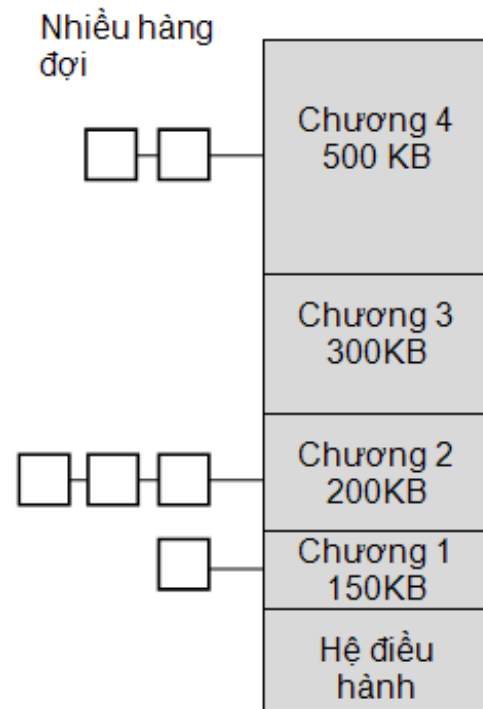 Nhiều hàng
đợi
Chương 4
500 KB
Chương 3
300KB
Chương 2
200KB
Chương 1
150KB
Hệ điều
hành